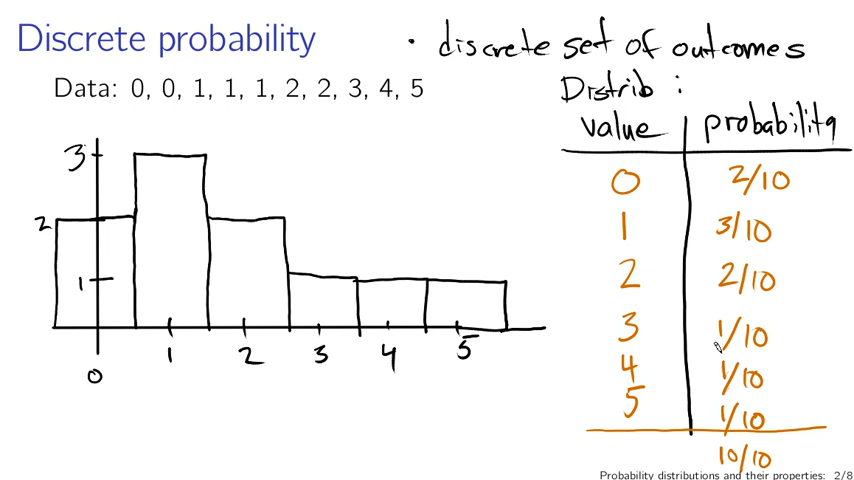 Discrete probability
• discrete set of outcomes
Data: 0, 0, 1, 1, 1, 2, 2, 3, 4, 5
Distrib :
value probability
0 2/10
1 3/10
2 2/10
3 1/10
4 1/10
5 1/10
10/10
3
2
1
0 1 2 3 4 5
Probability distributions and their properties: 2/8